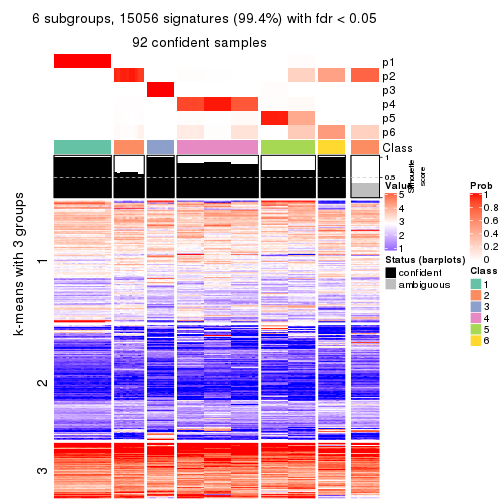 6 subgroups, 15056 signatures (99.4%) with fdr < 0.05
92 confident samples
p1
p2
p3
p4
p5
p6
Class
1
0.5
0
Silhouette
score
k-means with 3 groups
1
2
3
Value
5
4
3
2
1
Status (barplots)
confident
ambiguous
Prob
1
0.8
0.6
0.4
0.2
0
Class
1
2
3
4
5
6